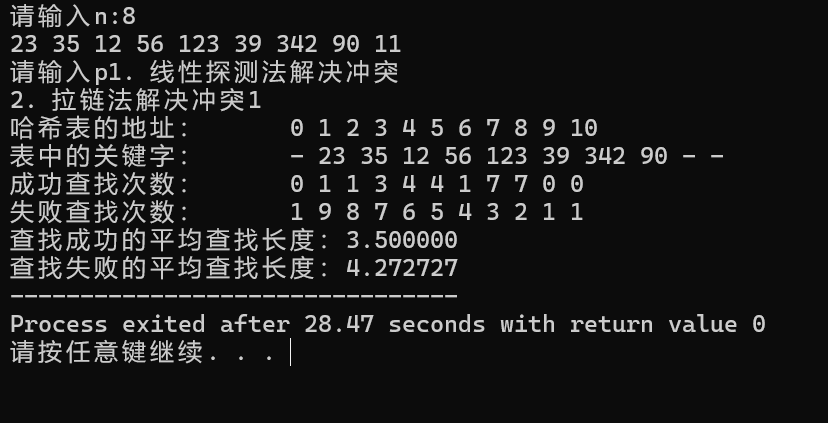 请输入n:8
23 35 12 56 123 39 342 90 11
请输入p1. 线性探测法解决冲突
2. 拉链法解决冲突1
哈希表的地址: 0 1 2 3 4 5 6 7 8 9 10
表中的关键字: - 23 35 12 56 123 39 342 90 - -
成功查找次数: 0 1 1 3 4 4 1 7 7 0 0
失败查找次数: 1 9 8 7 6 5 4 3 2 1 1
查找成功的平均查找长度: 3.500000
查找失败的平均查找长度: 4.272727
--------------------------------
Process exited after 28.47 seconds with return value 0
请按任意键继续. . .